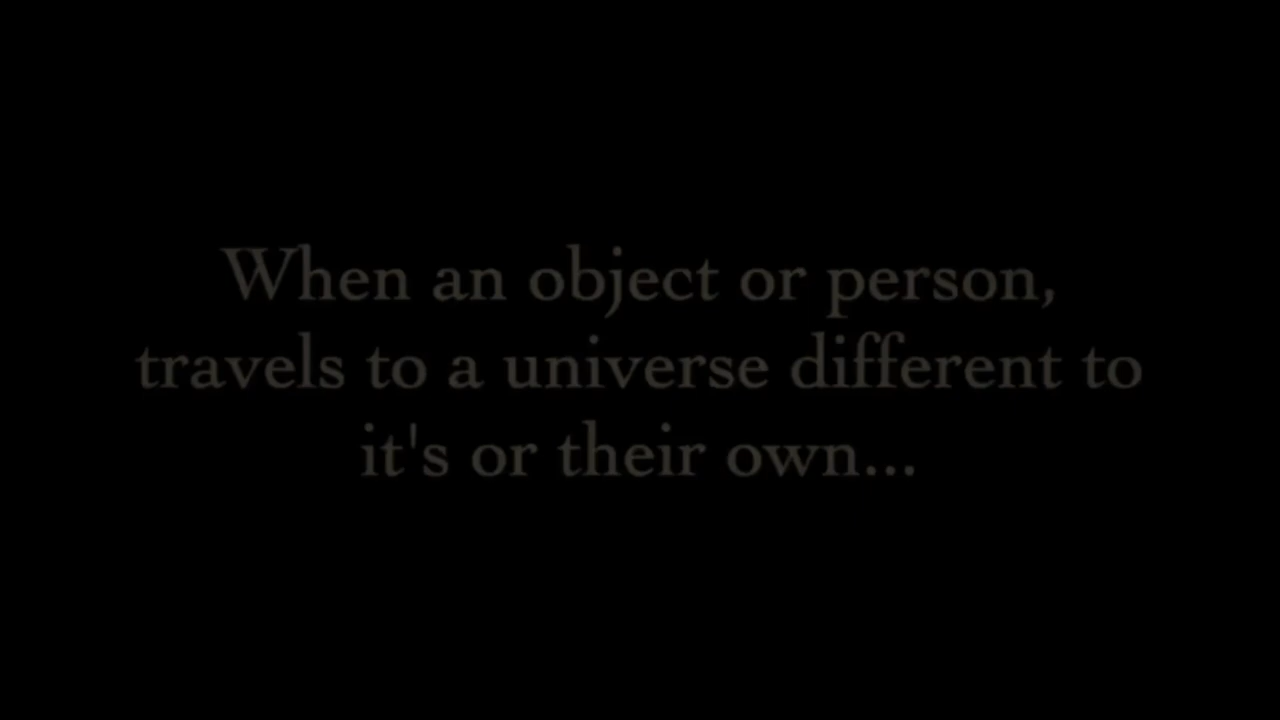 When an object or person,
travels to a universe different to
it's or their own...